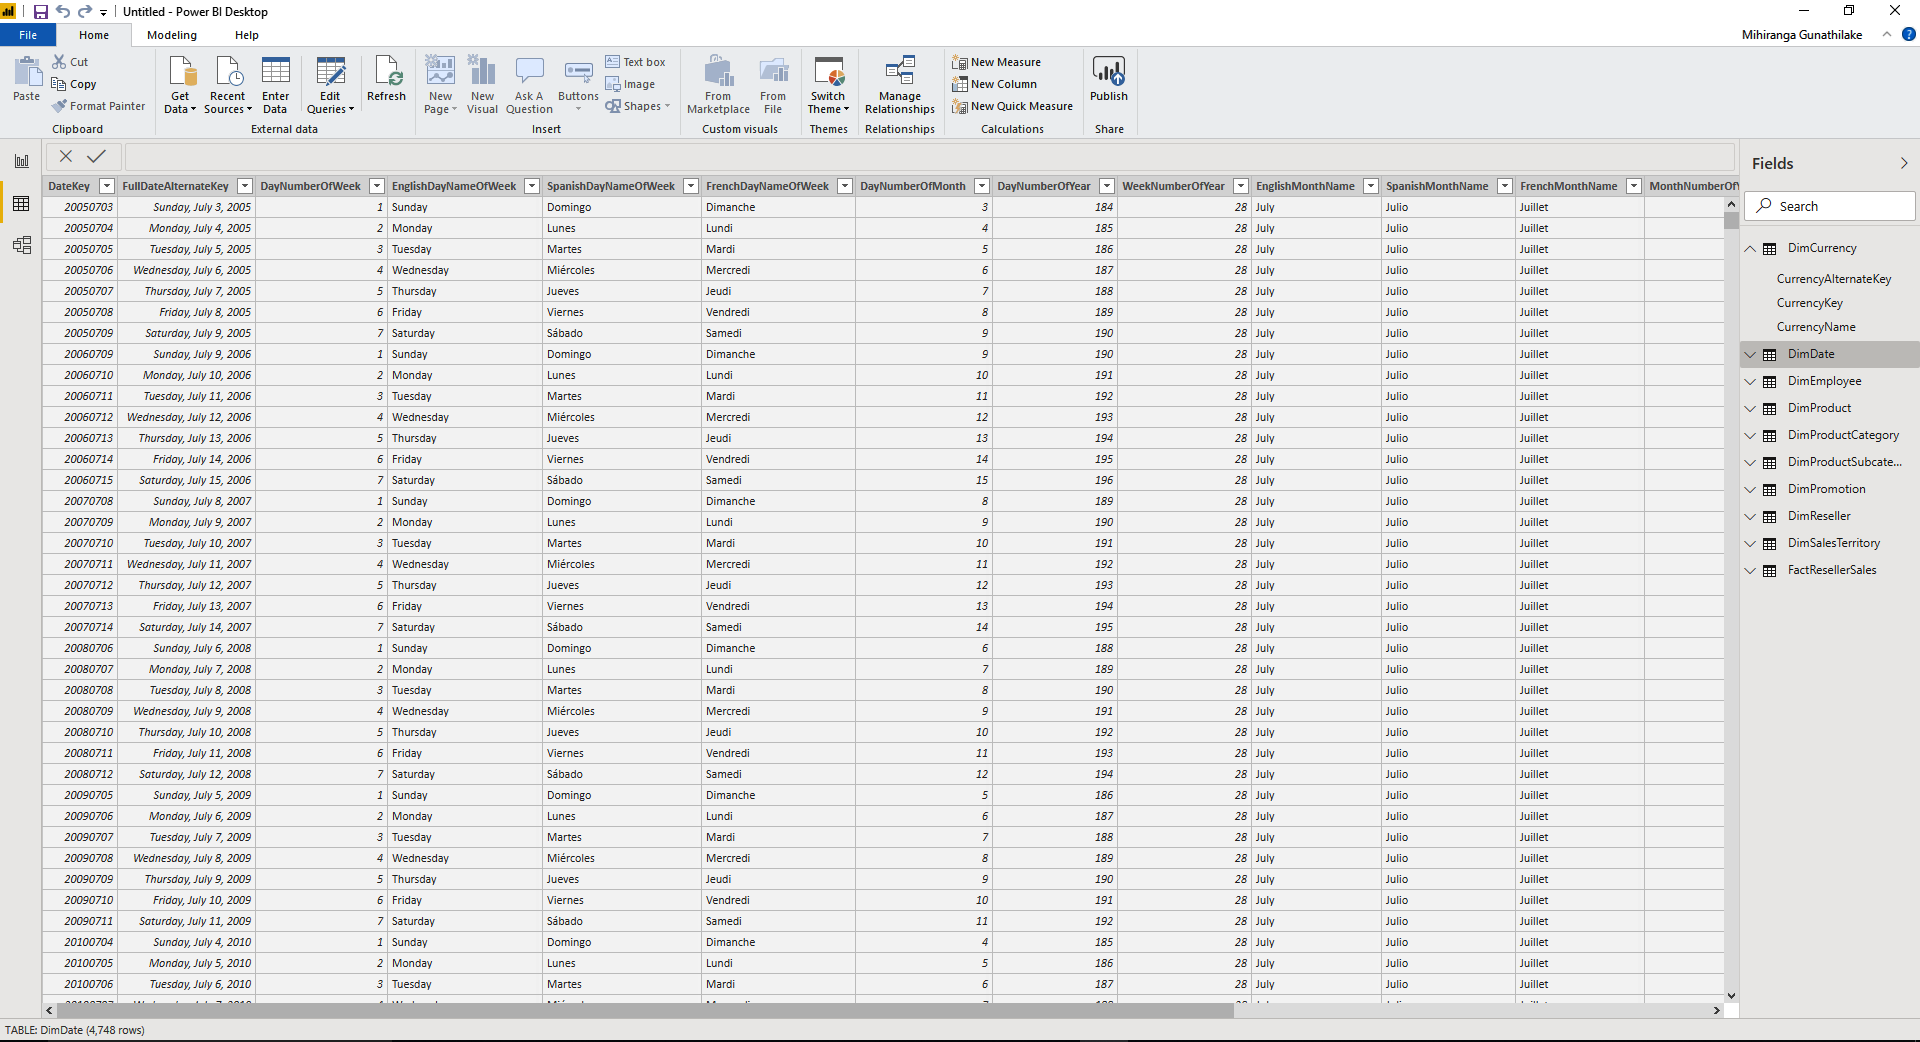 Untitled - Power BI Desktop
File Home Modeling Help Mihiranga Gunathilake ?
Paste Cut Copy Format Painter Clipboard
Get Data Recent Sources Enter Data Edit Queries Refresh External data
New Page New Visual Ask A Question Buttons Text box Image Shapes Insert
From Marketplace From File Custom visuals
Switch Theme Themes
Manage Relationships Relationships
New Measure New Column New Quick Measure Calculations
Publish Share
DateKey FullDateAlternateKey DayNumberOfWeek EnglishDayNameOfWeek SpanishDayNameOfWeek FrenchDayNameOfWeek DayNumberOfMonth DayNumberOfYear WeekNumberOfYear EnglishMonthName SpanishMonthName FrenchMonthName MonthNumberOfY
20050703 Sunday, July 3, 2005 1 Sunday Domingo Dimanche 3 184 28 July Julio Juillet
20050704 Monday, July 4, 2005 2 Monday Lunes Lundi 4 185 28 July Julio Juillet
20050705 Tuesday, July 5, 2005 3 Tuesday Martes Mardi 5 186 28 July Julio Juillet
20050706 Wednesday, July 6, 2005 4 Wednesday Miércoles Mercredi 6 187 28 July Julio Juillet
20050707 Thursday, July 7, 2005 5 Thursday Jueves Jeudi 7 188 28 July Julio Juillet
20050708 Friday, July 8, 2005 6 Friday Viernes Vendredi 8 189 28 July Julio Juillet
20050709 Saturday, July 9, 2005 7 Saturday Sábado Samedi 9 190 28 July Julio Juillet
20060709 Sunday, July 9, 2006 1 Sunday Domingo Dimanche 9 190 28 July Julio Juillet
20060710 Monday, July 10, 2006 2 Monday Lunes Lundi 10 191 28 July Julio Juillet
20060711 Tuesday, July 11, 2006 3 Tuesday Martes Mardi 11 192 28 July Julio Juillet
20060712 Wednesday, July 12, 2006 4 Wednesday Miércoles Mercredi 12 193 28 July Julio Juillet
20060713 Thursday, July 13, 2006 5 Thursday Jueves Jeudi 13 194 28 July Julio Juillet
20060714 Friday, July 14, 2006 6 Friday Viernes Vendredi 14 195 28 July Julio Juillet
20060715 Saturday, July 15, 2006 7 Saturday Sábado Samedi 15 196 28 July Julio Juillet
20070708 Sunday, July 8, 2007 1 Sunday Domingo Dimanche 8 189 28 July Julio Juillet
20070709 Monday, July 9, 2007 2 Monday Lunes Lundi 9 190 28 July Julio Juillet
20070710 Tuesday, July 10, 2007 3 Tuesday Martes Mardi 10 191 28 July Julio Juillet
20070711 Wednesday, July 11, 2007 4 Wednesday Miércoles Mercredi 11 192 28 July Julio Juillet
20070712 Thursday, July 12, 2007 5 Thursday Jueves Jeudi 12 193 28 July Julio Juillet
20070713 Friday, July 13, 2007 6 Friday Viernes Vendredi 13 194 28 July Julio Juillet
20070714 Saturday, July 14, 2007 7 Saturday Sábado Samedi 14 195 28 July Julio Juillet
20080706 Sunday, July 6, 2008 1 Sunday Domingo Dimanche 6 188 28 July Julio Juillet
20080707 Monday, July 7, 2008 2 Monday Lunes Lundi 7 189 28 July Julio Juillet
20080708 Tuesday, July 8, 2008 3 Tuesday Martes Mardi 8 190 28 July Julio Juillet
20080709 Wednesday, July 9, 2008 4 Wednesday Miércoles Mercredi 9 191 28 July Julio Juillet
20080710 Thursday, July 10, 2008 5 Thursday Jueves Jeudi 10 192 28 July Julio Juillet
20080711 Friday, July 11, 2008 6 Friday Viernes Vendredi 11 193 28 July Julio Juillet
20080712 Saturday, July 12, 2008 7 Saturday Sábado Samedi 12 194 28 July Julio Juillet
20090705 Sunday, July 5, 2009 1 Sunday Domingo Dimanche 5 186 28 July Julio Juillet
20090706 Monday, July 6, 2009 2 Monday Lunes Lundi 6 187 28 July Julio Juillet
20090707 Tuesday, July 7, 2009 3 Tuesday Martes Mardi 7 188 28 July Julio Juillet
20090708 Wednesday, July 8, 2009 4 Wednesday Miércoles Mercredi 8 189 28 July Julio Juillet
20090709 Thursday, July 9, 2009 5 Thursday Jueves Jeudi 9 190 28 July Julio Juillet
20090710 Friday, July 10, 2009 6 Friday Viernes Vendredi 10 191 28 July Julio Juillet
20090711 Saturday, July 11, 2009 7 Saturday Sábado Samedi 11 192 28 July Julio Juillet
20100704 Sunday, July 4, 2010 1 Sunday Domingo Dimanche 4 185 28 July Julio Juillet
20100705 Monday, July 5, 2010 2 Monday Lunes Lundi 5 186 28 July Julio Juillet
20100706 Tuesday, July 6, 2010 3 Tuesday Martes Mardi 6 187 28 July Julio Juillet
Fields
Search
DimCurrency
CurrencyAlternateKey
CurrencyKey
CurrencyName
DimDate
DimEmployee
DimProduct
DimProductCategory
DimProductSubcate...
DimPromotion
DimReseller
DimSalesTerritory
FactResellerSales
TABLE: DimDate (4,748 rows)